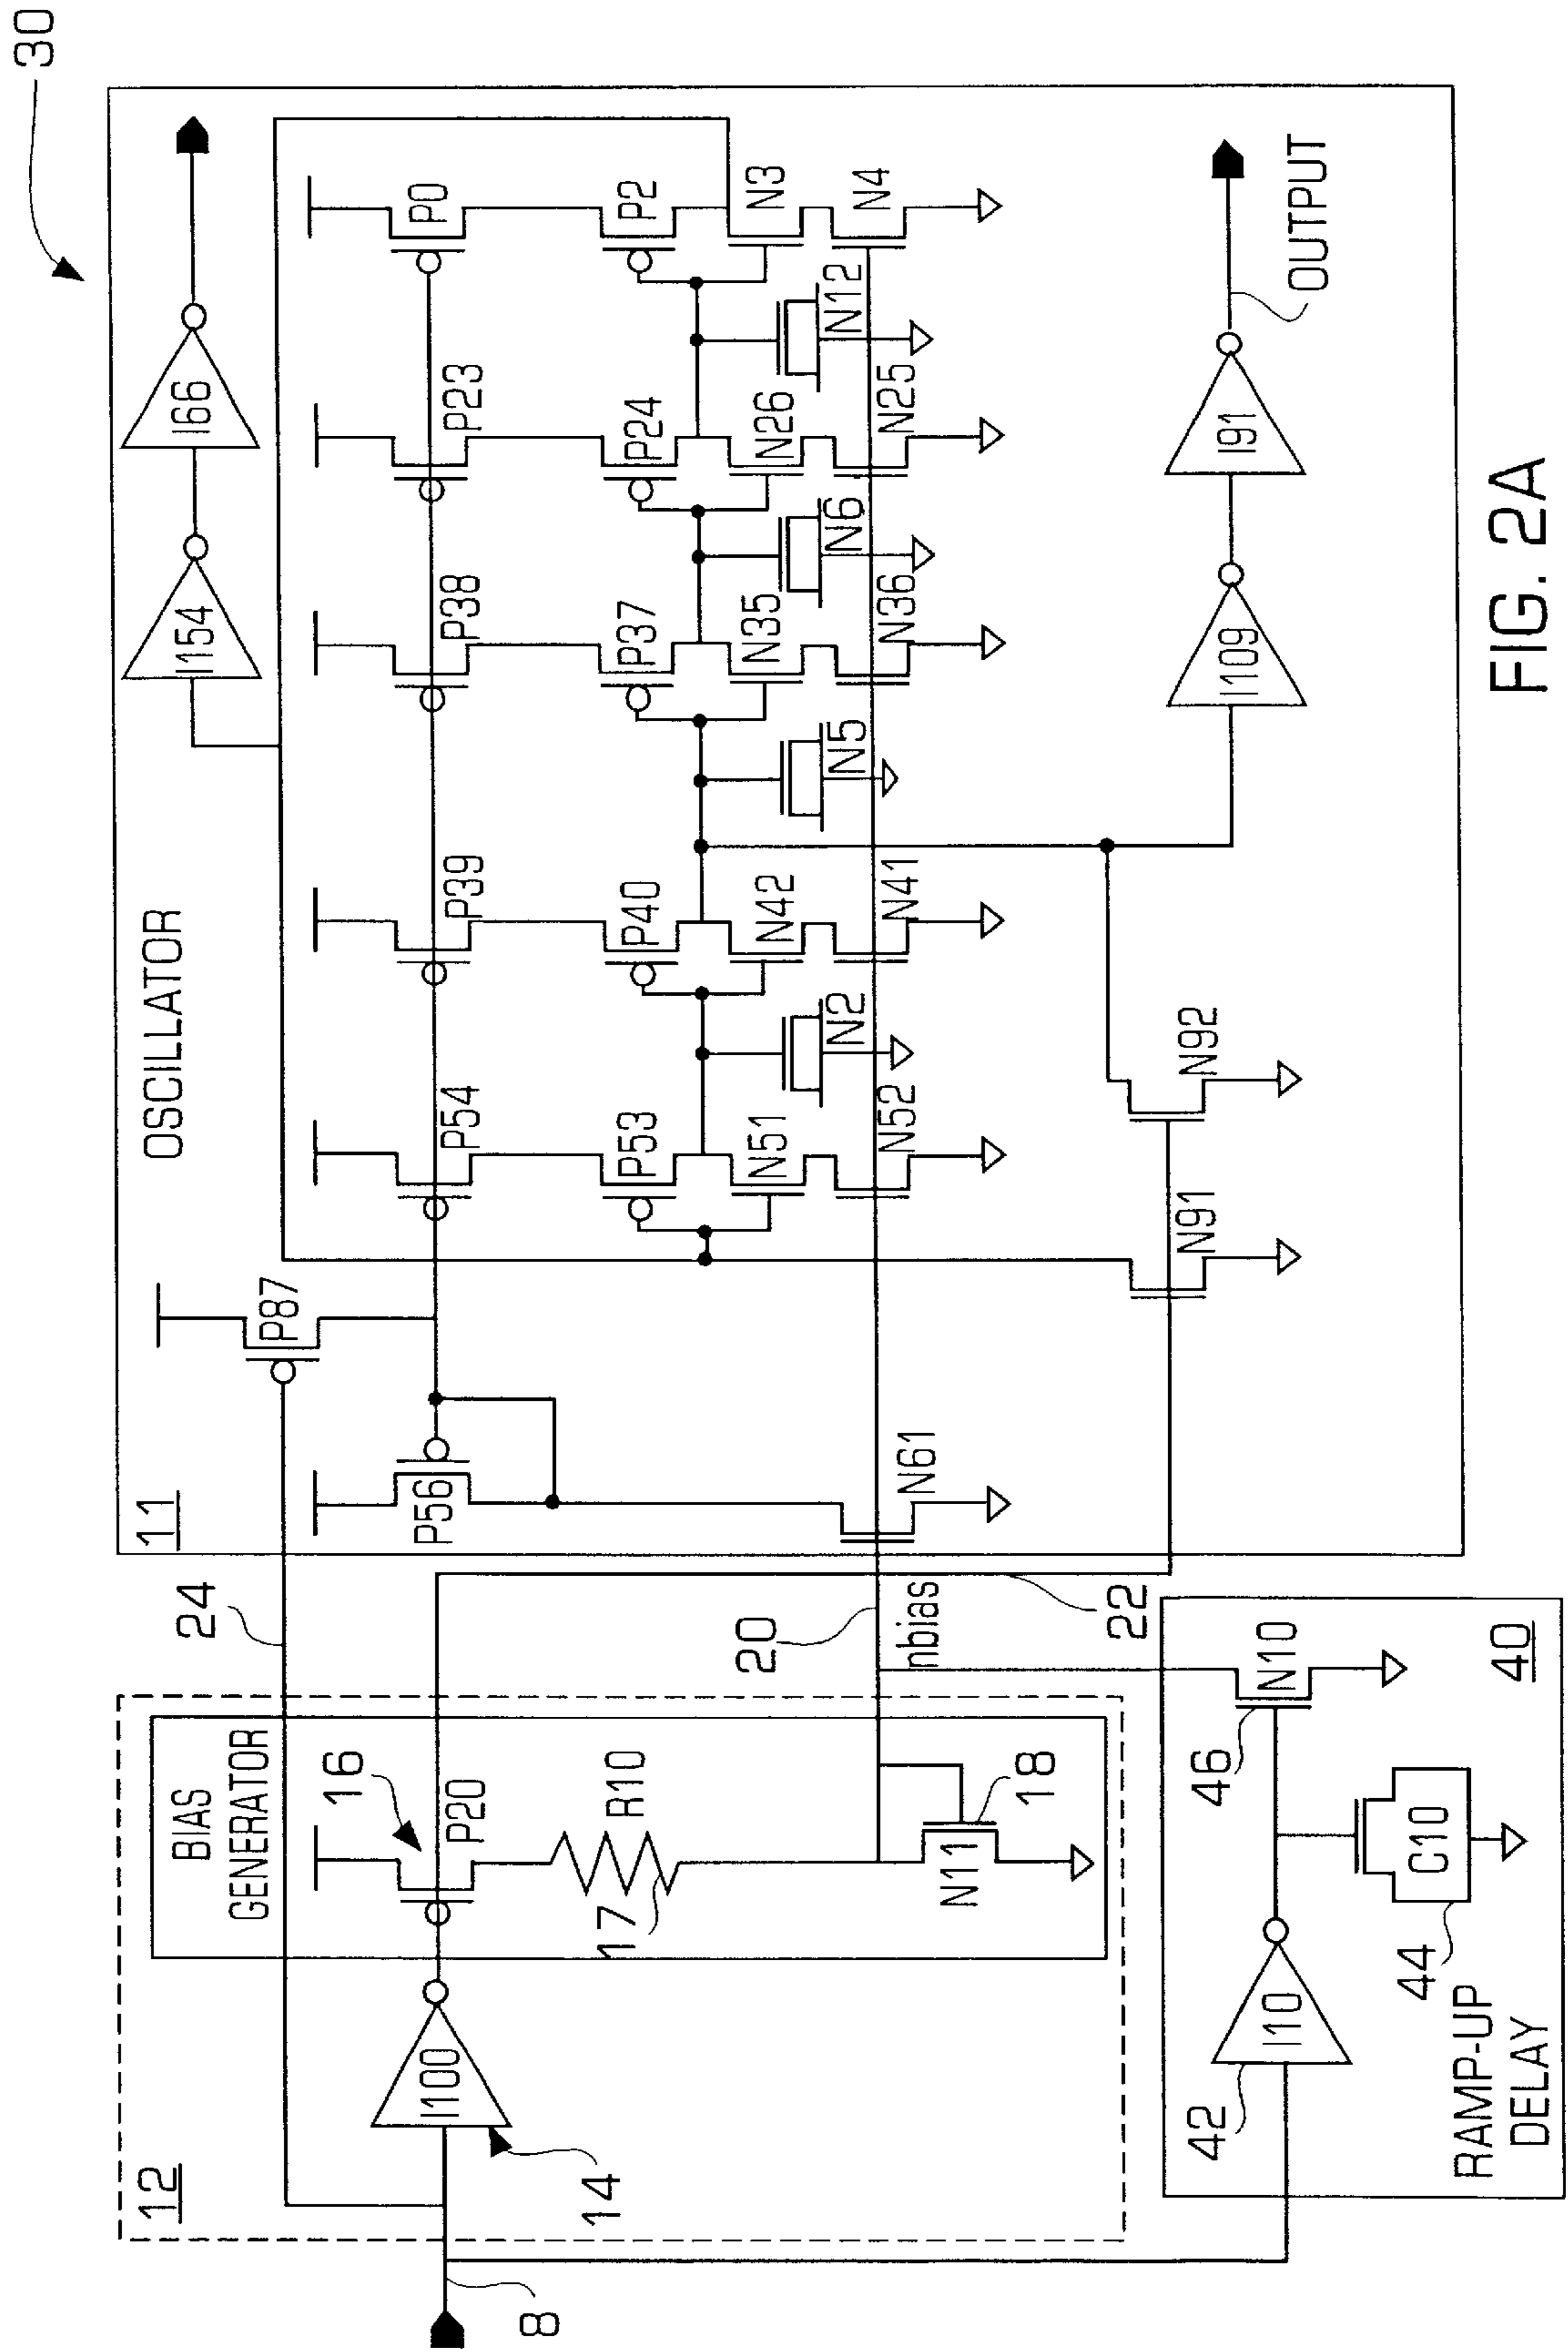 30
11
OSCILLATOR
I154
I66
24
P87
P56
P54
P39
P38
P23
P0
P53
P40
P37
P24
P2
N51
N42
N35
N26
N3
N2
N5
N6
N12
N61
N52
N41
N36
N25
N4
N91
N92
I109
I91
OUTPUT
12
BIAS
GENERATOR
16
P20
I100
14
8
R10
17
18
N11
20
nbias
22
42
I10
46
N10
44
C10
40
RAMP-UP
DELAY
FIG. 2A